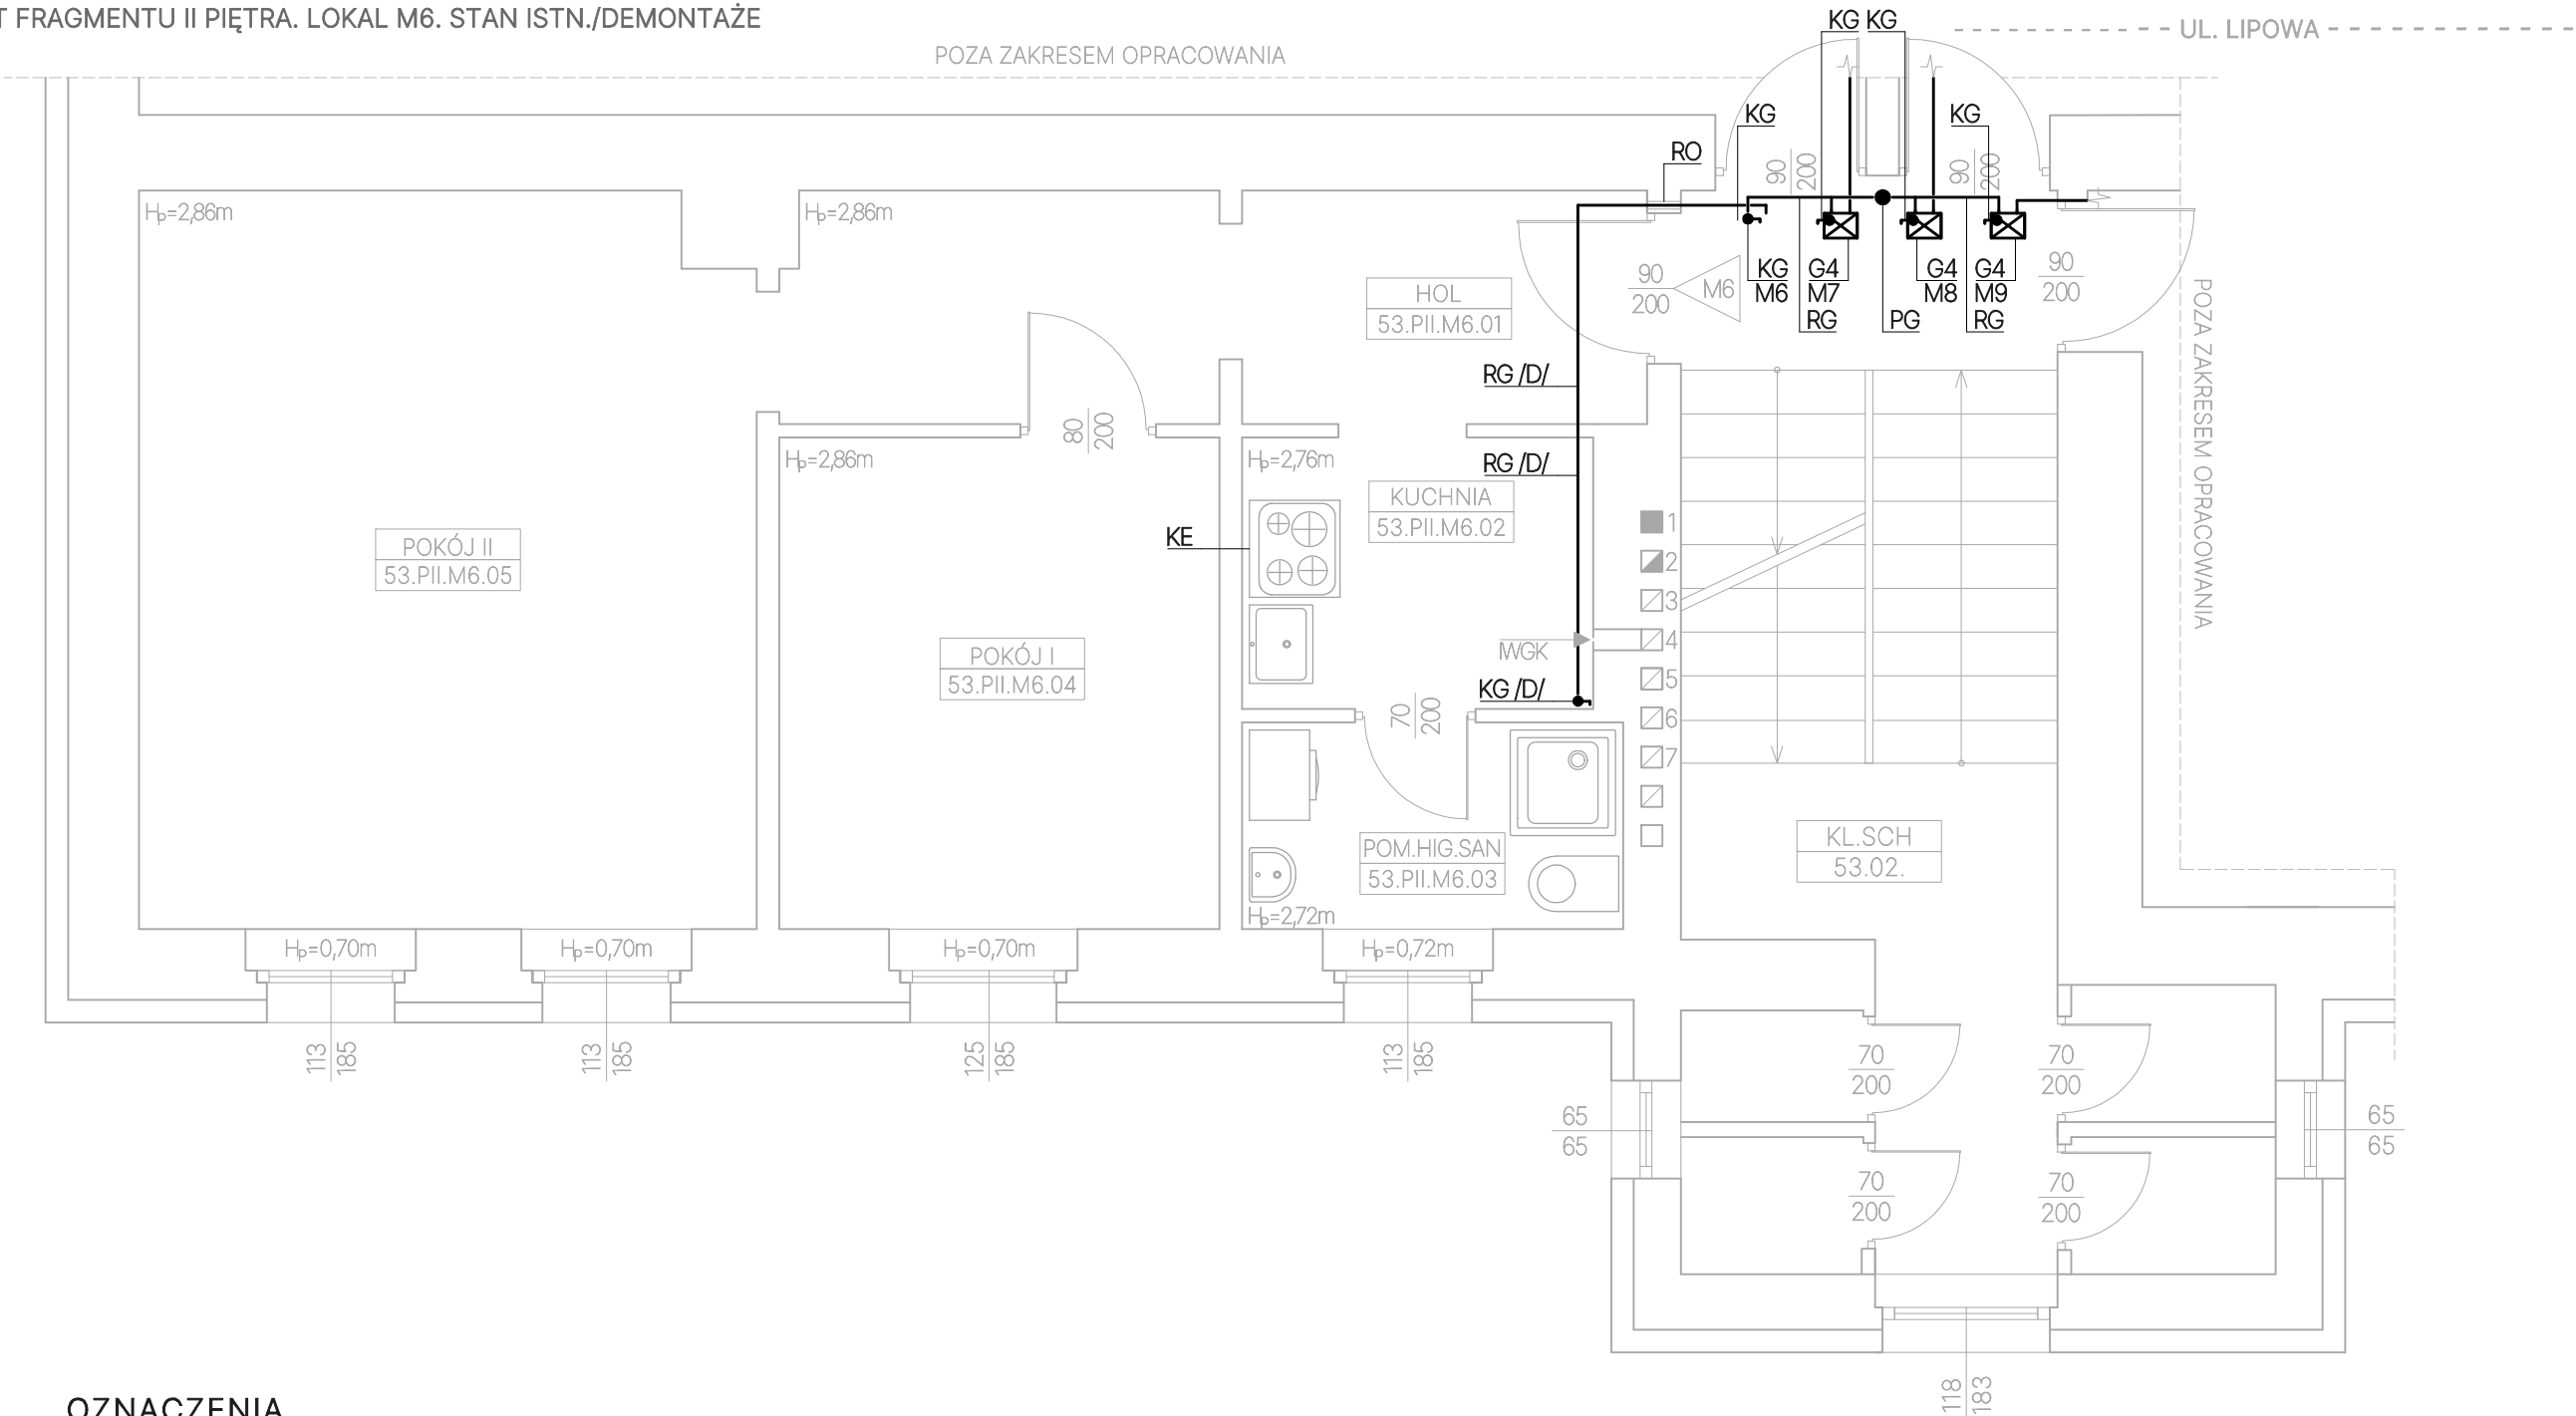 T FRAGMENTU II PIĘTRA. LOKAL M6. STAN ISTN./DEMONTAŻE
POZA ZAKRESEM OPRACOWANIA
KG KG
UL. LIPOWA
KG
KG
RO
90
200
90
200
Hp=2,86m
Hp=2,86m
HOL
53.PII.M6.01
90
200
M6
KG
M6
G4
M7
G4
M8
G4
M9
RG
PG
RG
90
200
POZA ZAKRESEM OPRACOWANIA
RG /D/
80
200
Hp=2,86m
Hp=2,76m
RG /D/
KUCHNIA
53.PII.M6.02
KE
POKÓJ II
53.PII.M6.05
1
2
3
4
5
6
7
IWGK
POKÓJ I
53.PII.M6.04
KG /D/
70
200
POM.HIG.SAN
53.PII.M6.03
KL.SCH
53.02.
Hp=2,72m
Hp=0,70m
Hp=0,70m
Hp=0,70m
Hp=0,72m
113
185
113
185
125
185
113
185
70
200
70
200
65
65
65
65
70
200
70
200
118
183
OZNACZENIA